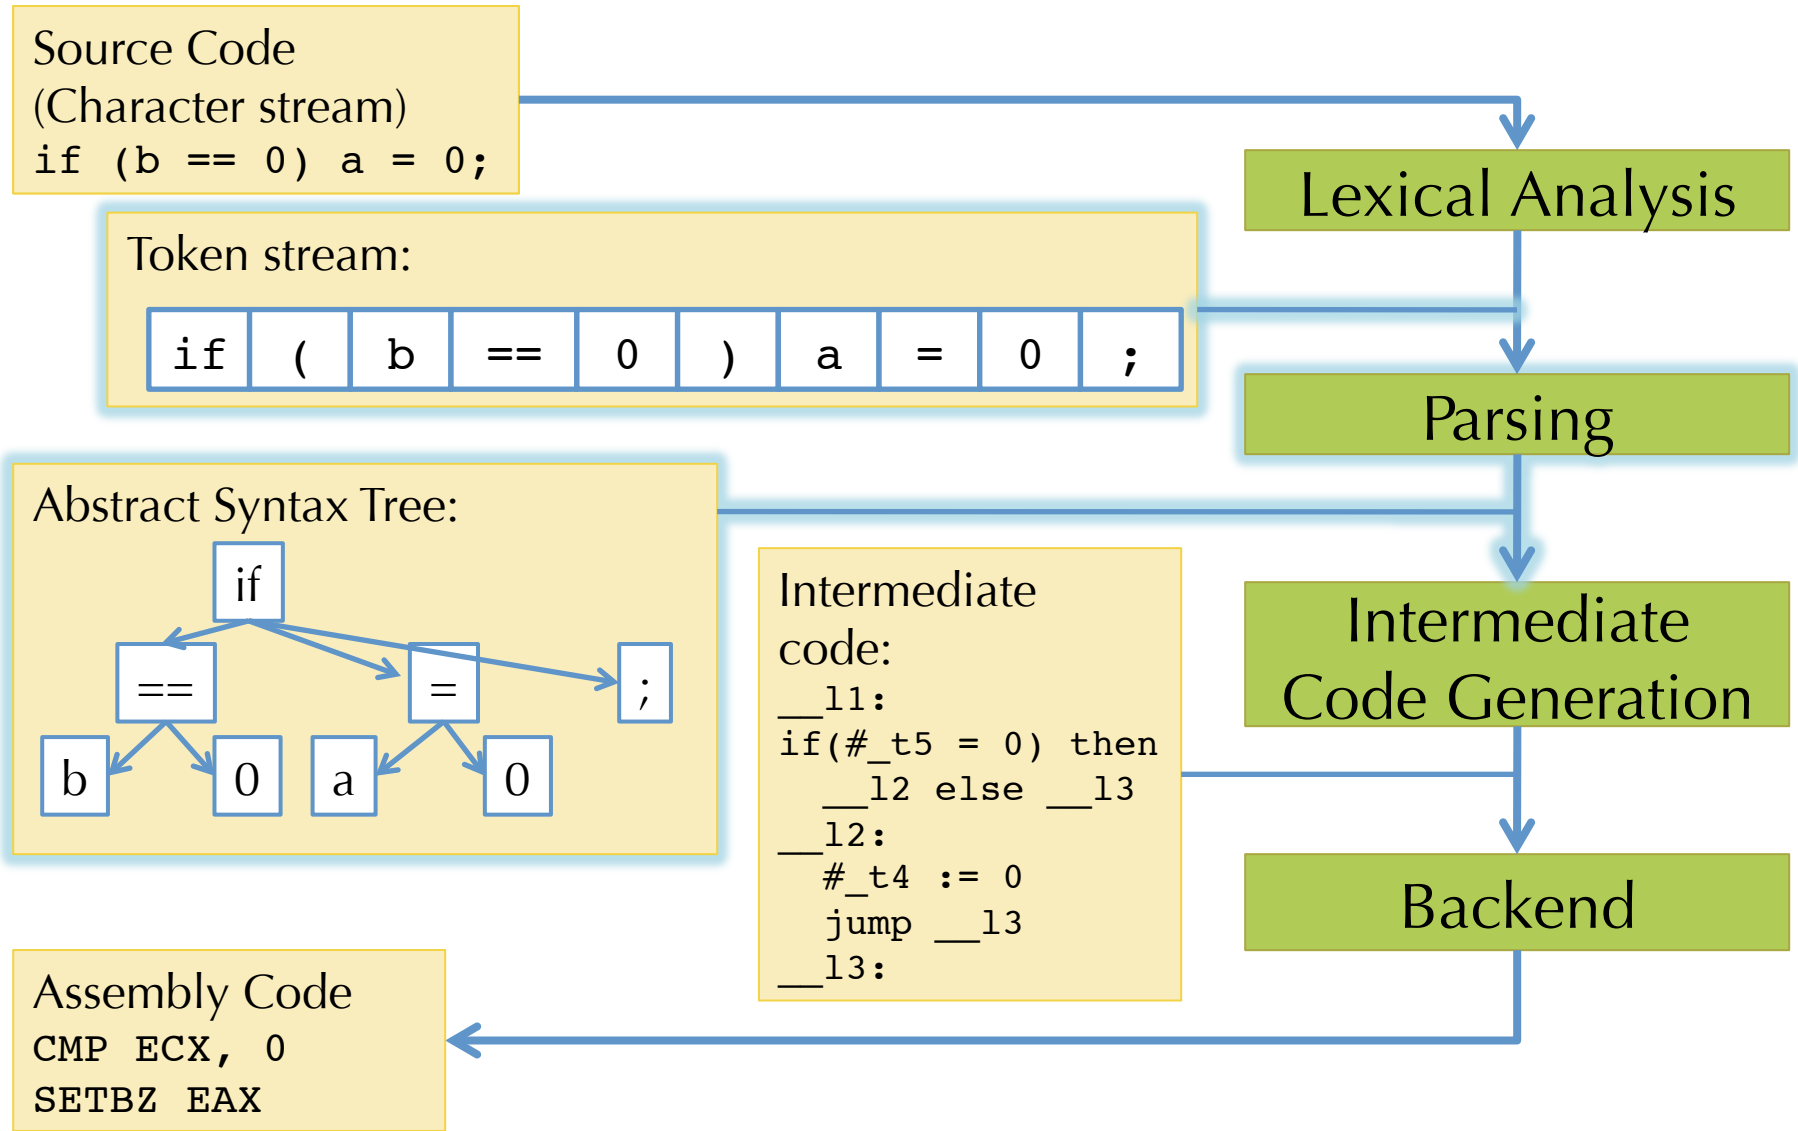 Source Code
(Character stream)
if (b == 0) a = 0;
Lexical Analysis
Token stream:
if ( b == 0 ) a = 0 ;
Parsing
Abstract Syntax Tree:
if
== = ;
b 0 a 0
Intermediate
code:
__l1:
if(#_t5 = 0) then
__l2 else __l3
__l2:
#_t4 := 0
jump __l3
__l3:
Intermediate
Code Generation
Backend
Assembly Code
CMP ECX, 0
SETBZ EAX